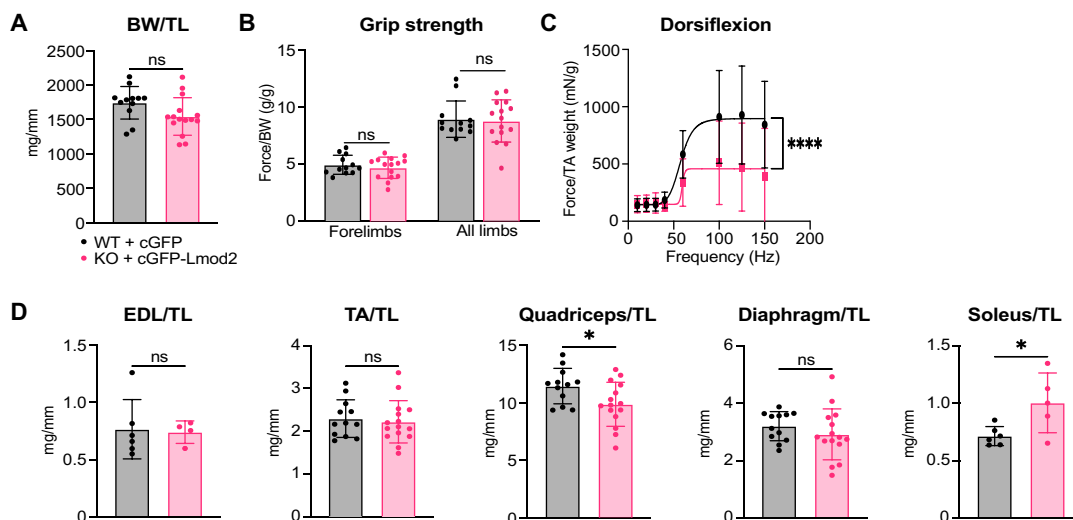 A
BW/TL
mg/mm
2500
2000
1500
1000
500
0
ns
WT + cGFP
KO + cGFP-Lmod2
B
Grip strength
Force/BW (g/g)
15
10
5
0
ns
ns
Forelimbs
All limbs
C
Dorsiflexion
Force/TA weight (mN/g)
1500
1000
500
0
****
0
50
100
150
200
Frequency (Hz)
D
EDL/TL
mg/mm
1.5
1.0
0.5
0.0
ns
TA/TL
mg/mm
4
3
2
1
0
ns
Quadriceps/TL
mg/mm
15
10
5
0
*
Diaphragm/TL
mg/mm
6
4
2
0
ns
Soleus/TL
mg/mm
1.5
1.0
0.5
0.0
*